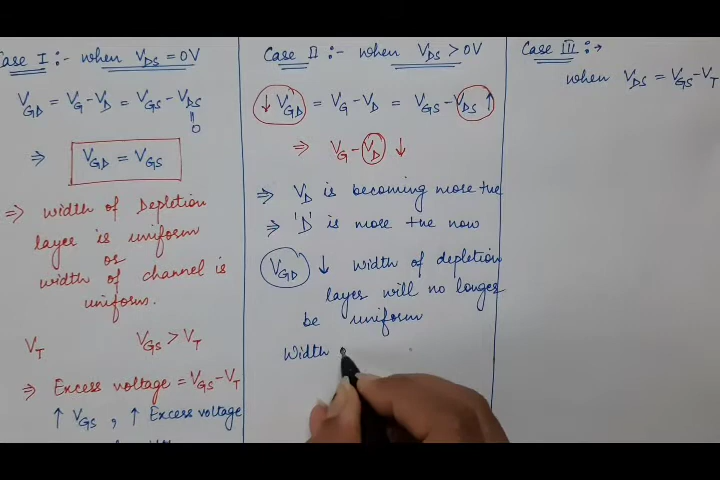 Case I :- when VDS = 0V
VGD = VG - VD = VGS - VDS
"
0
⇒ VGD = VGS
⇒ width of Depletion
layer is uniform
or
width of channel is
uniform.
VT VGS > VT
⇒ Excess voltage = VGS - VT
↑ VGS , ↑ Excess voltage
Case II :- when VDS > 0V
↓ VGD = VG - VD = VGS - VDS ↑
⇒ VG - VD ↓
⇒ VD is becoming more +ve
⇒ 'D' is more +ve now
VGD ↓ width of depletion
layer will no longer
be uniform
Width
Case III :→
when VDS = VGS - VT